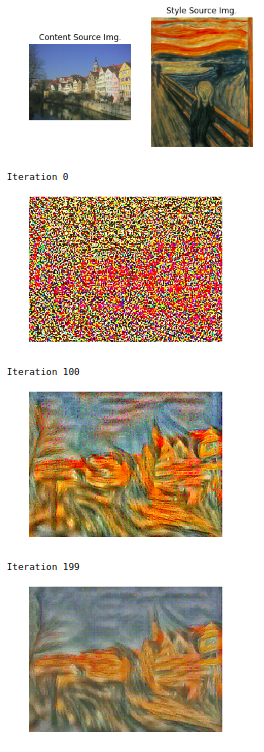 Content Source Img.
Style Source Img.
Iteration 0
Iteration 100
Iteration 199